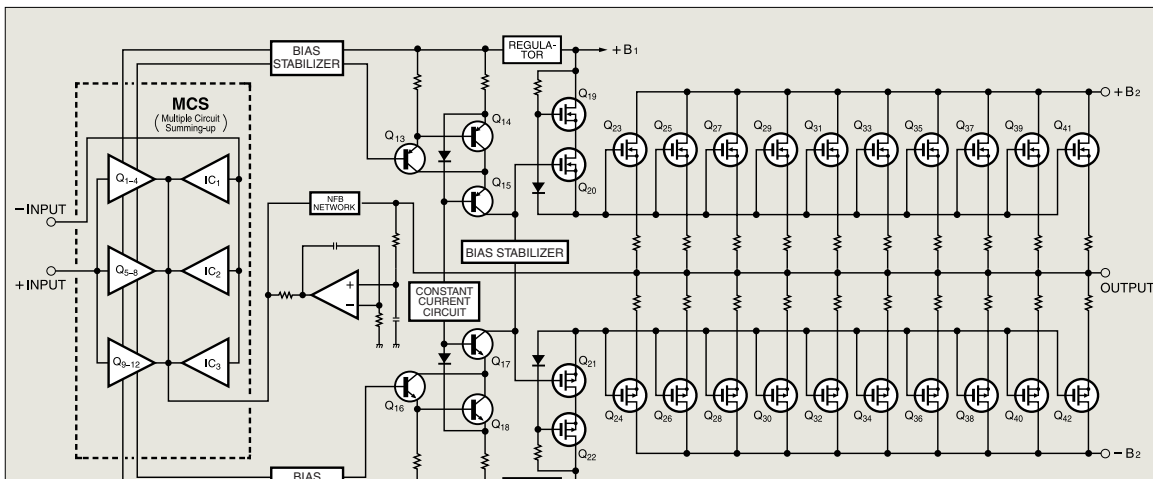 BIAS
STABILIZER
REGULA-
TOR
+B1
MCS
( Multiple Circuit
Summing-up )
Q19
+B2
Q14
Q13
Q23
Q25
Q27
Q29
Q31
Q33
Q35
Q37
Q39
Q41
Q1–4
IC1
Q15
Q20
NFB
NETWORK
−INPUT
BIAS STABILIZER
Q5–8
IC2
+INPUT
+
−
CONSTANT
CURRENT
CIRCUIT
OUTPUT
Q9–12
IC3
Q17
Q21
Q16
Q18
Q24
Q26
Q28
Q30
Q32
Q34
Q36
Q38
Q40
Q42
Q22
−B2
BIAS